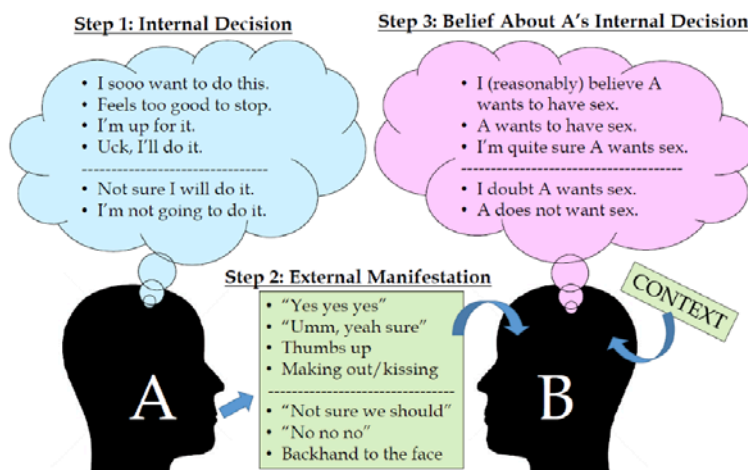 Step 1: Internal Decision
• I sooo want to do this.
• Feels too good to stop.
• I'm up for it.
• Uck, I'll do it.
--------------------------------------
• Not sure I will do it.
• I'm not going to do it.
Step 3: Belief About A's Internal Decision
• I (reasonably) believe A
wants to have sex.
• A wants to have sex.
• I'm quite sure A wants sex.
--------------------------------------
• I doubt A wants sex.
• A does not want sex.
Step 2: External Manifestation
• "Yes yes yes"
• "Umm, yeah sure"
• Thumbs up
• Making out/kissing
--------------------------------
• "Not sure we should"
• "No no no"
• Backhand to the face
CONTEXT
A
B